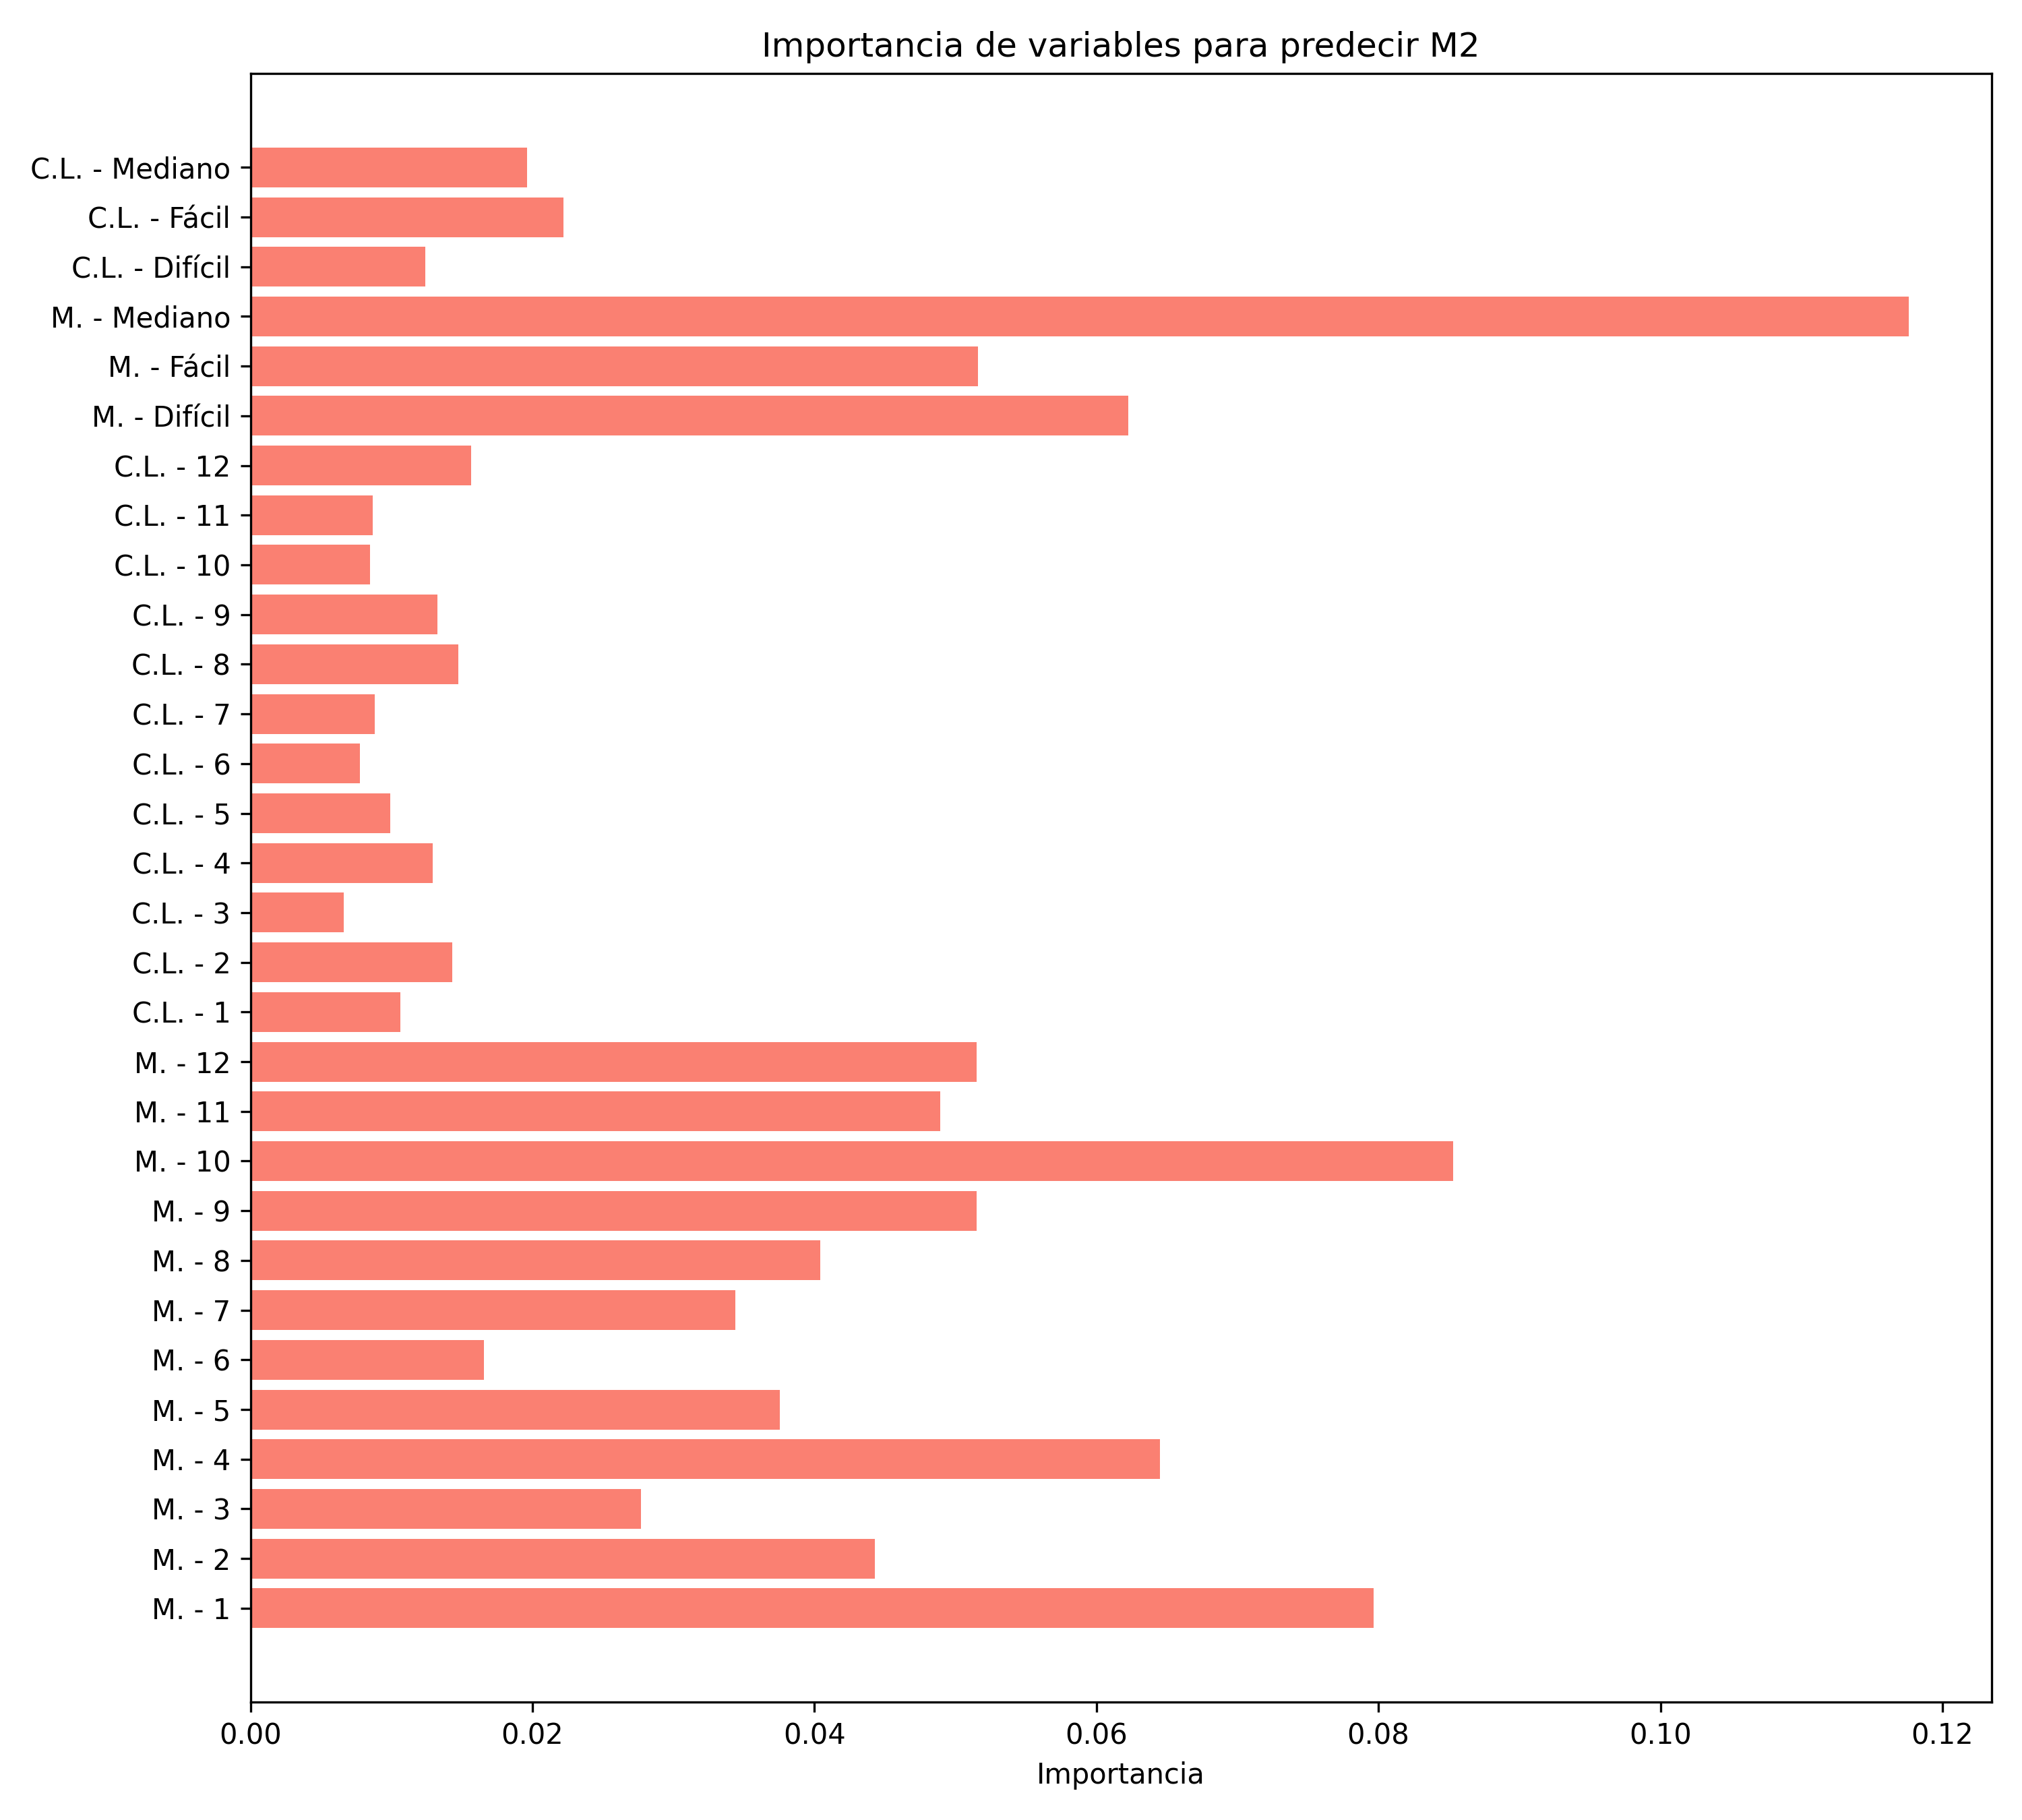 Importancia de variables para predecir M2
C.L. - Mediano
C.L. - Fácil
C.L. - Difícil
M. - Mediano
M. - Fácil
M. - Difícil
C.L. - 12
C.L. - 11
C.L. - 10
C.L. - 9
C.L. - 8
C.L. - 7
C.L. - 6
C.L. - 5
C.L. - 4
C.L. - 3
C.L. - 2
C.L. - 1
M. - 12
M. - 11
M. - 10
M. - 9
M. - 8
M. - 7
M. - 6
M. - 5
M. - 4
M. - 3
M. - 2
M. - 1
0.00 0.02 0.04 0.06 0.08 0.10 0.12
Importancia